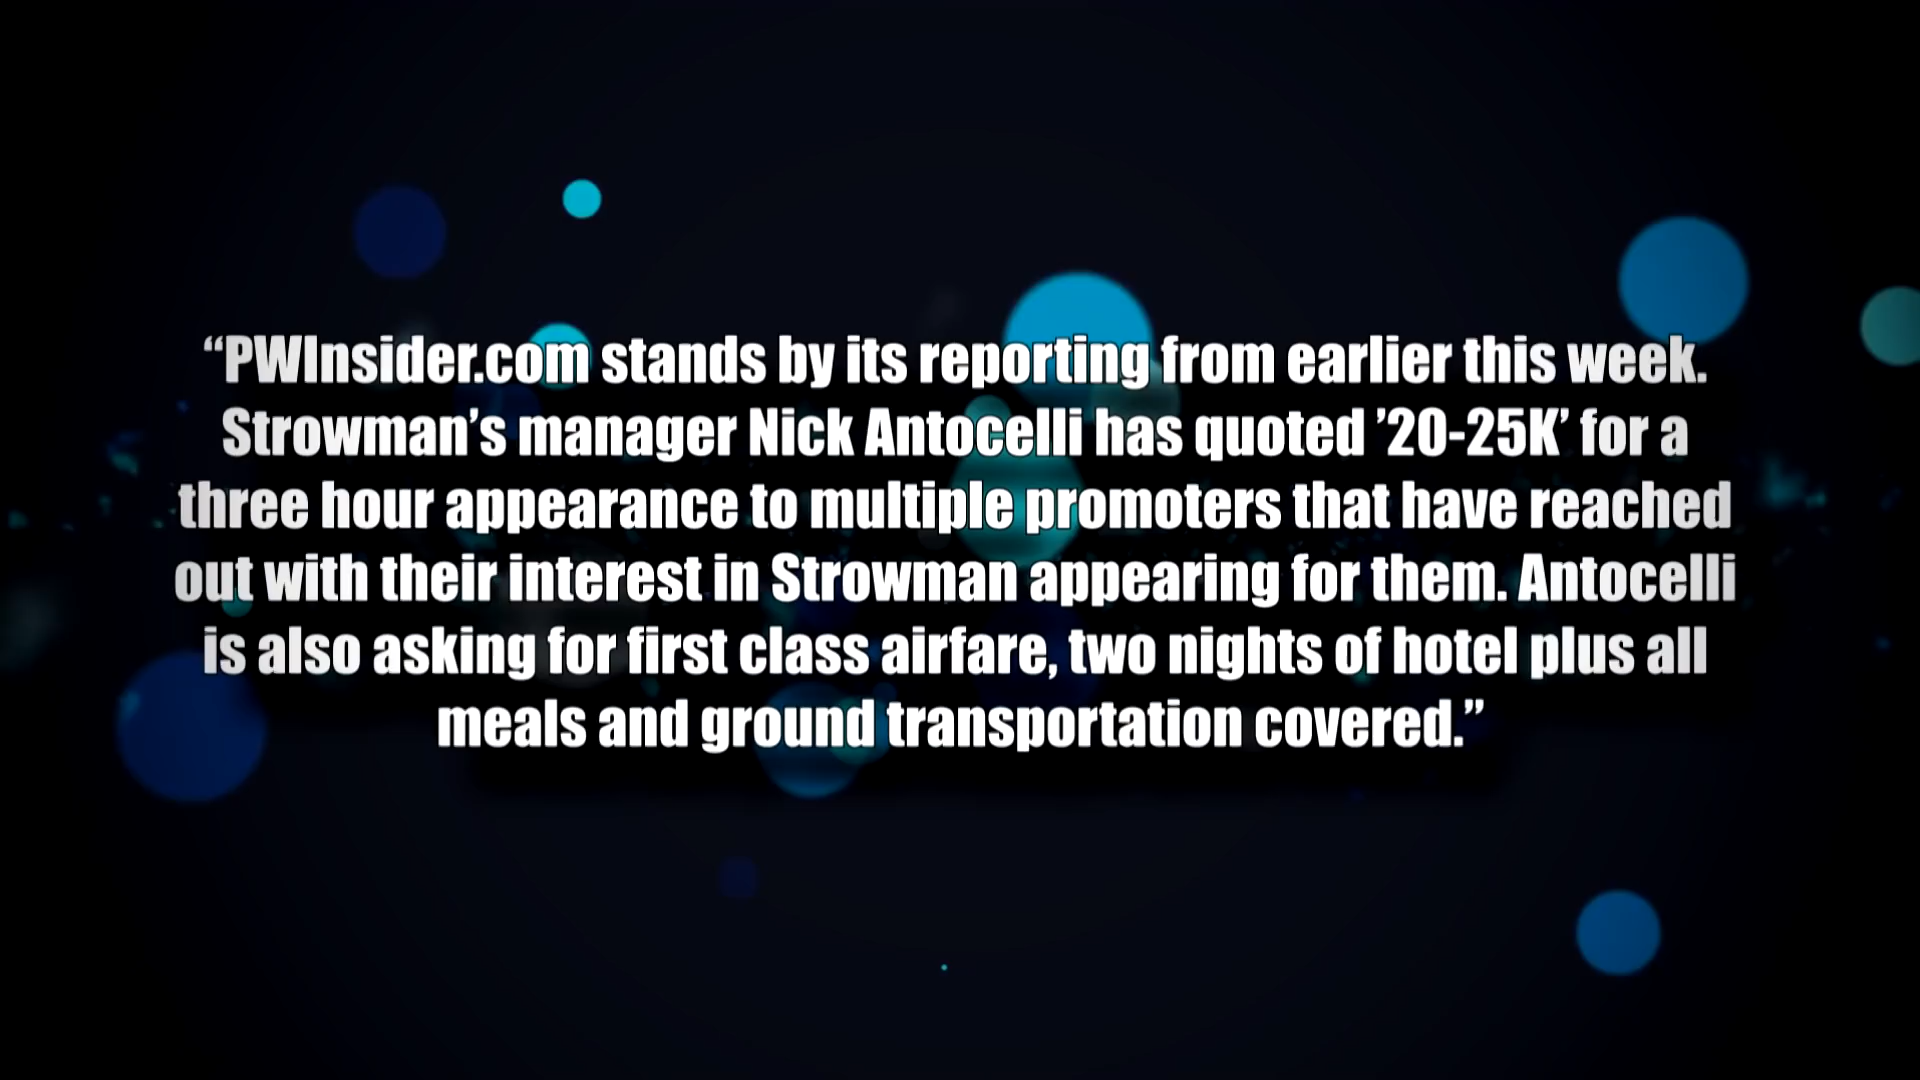 “PWInsider.com stands by its reporting from earlier this week.
Strowman’s manager Nick Antocelli has quoted ’20-25K’ for a
three hour appearance to multiple promoters that have reached
out with their interest in Strowman appearing for them. Antocelli
is also asking for first class airfare, two nights of hotel plus all
meals and ground transportation covered.”